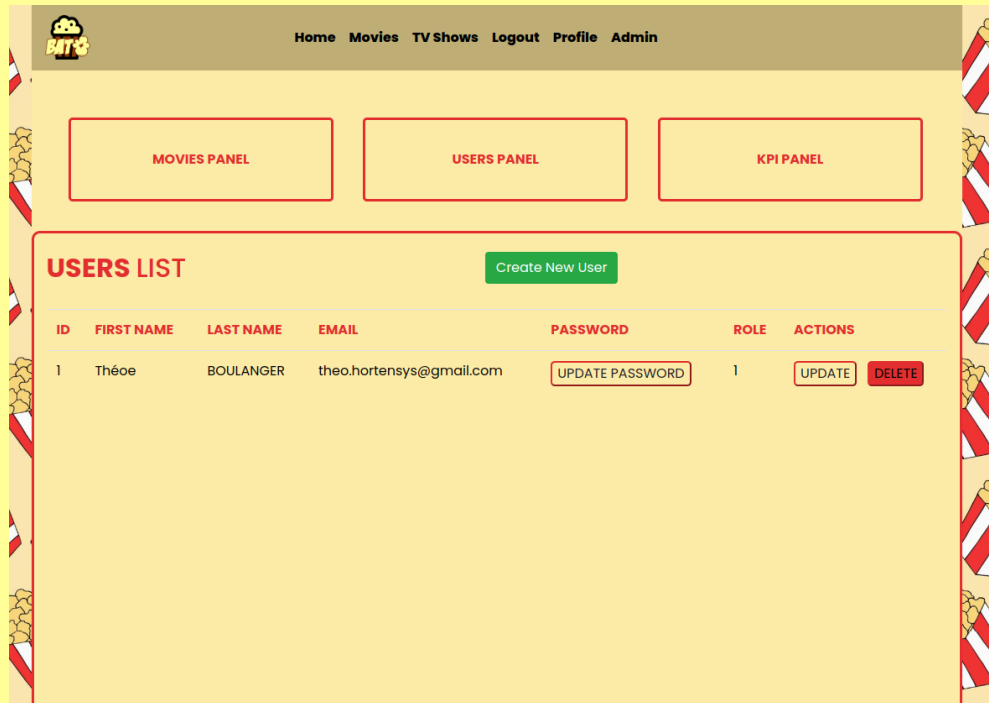 BAT
Home Movies TV Shows Logout Profile Admin
MOVIES PANEL USERS PANEL KPI PANEL
USERS LIST Create New User
ID FIRST NAME LAST NAME EMAIL PASSWORD ROLE ACTIONS
1 Théoe BOULANGER theo.hortensys@gmail.com UPDATE PASSWORD 1 UPDATE DELETE